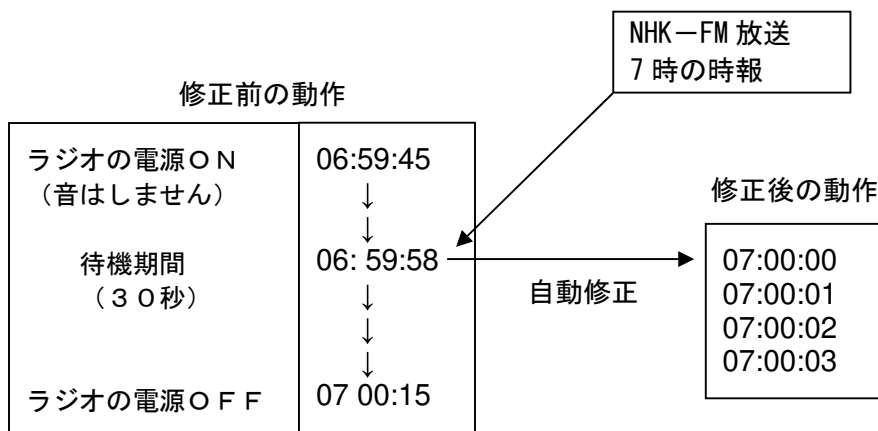 NHK－FM 放送
7 時の時報
修正前の動作
ラジオの電源ＯＮ 06:59:45
（音はしません） ↓
↓
待機期間 06: 59:58
（３０秒） ↓
↓
↓
ラジオの電源ＯＦＦ 07 00:15
自動修正
修正後の動作
07:00:00
07:00:01
07:00:02
07:00:03